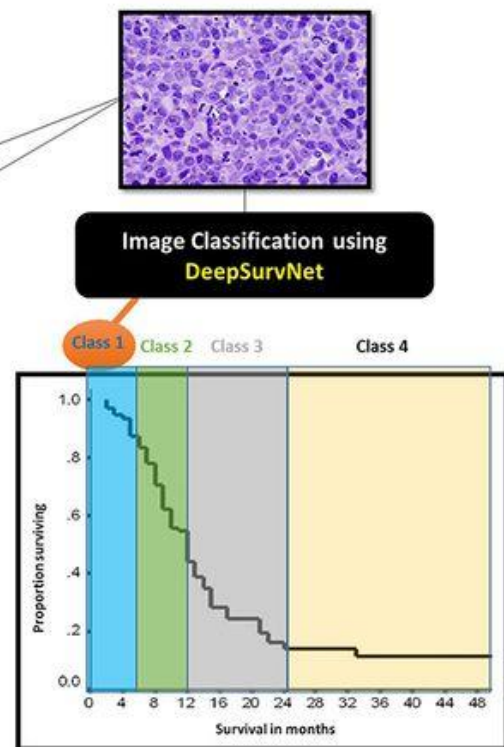 Image Classification using
DeepSurvNet
Class 1 Class 2 Class 3 Class 4
1.0
.8
.6
.4
.2
0.0
Proportion surviving
0 4 8 12 16 20 24 28 32 36 40 44 48
Survival in months